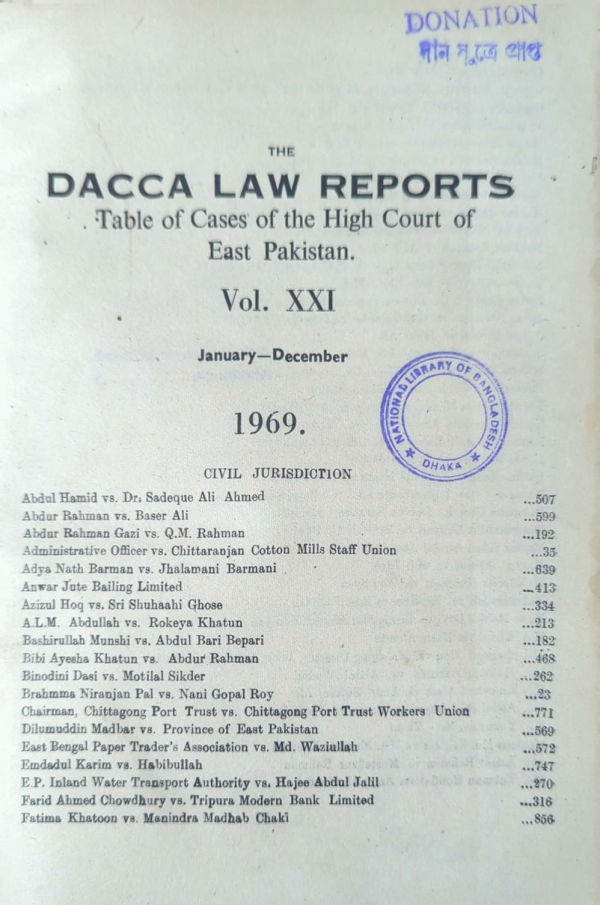 DONATION
দান সূত্রে প্রাপ্ত
THE
DACCA LAW REPORTS
Table of Cases of the High Court of
East Pakistan.
Vol. XXI
January—December
1969.
NATIONAL LIBRARY OF BANGLADESH
★ DHAKA ★
CIVIL JURISDICTION
Abdul Hamid vs. Dr. Sadeque Ali Ahmed ...507
Abdur Rahman vs. Baser Ali ...599
Abdur Rahman Gazi vs. Q.M. Rahman ...192
Administrative Officer vs. Chittaranjan Cotton Mills Staff Union ...35
Adya Nath Barman vs. Jhalamani Barmani ...639
Anwar Jute Bailing Limited ...413
Azizul Hoq vs. Sri Shuhashi Ghose ...334
A.L.M. Abdullah vs. Rokeya Khatun ...213
Bashirullah Munshi vs. Abdul Bari Bepari ...182
Bibi Ayesha Khatun vs. Abdur Rahman ...468
Binodini Dasi vs. Motilal Sikder ...262
Brahmma Niranjan Pal vs. Nani Gopal Roy ...23
Chairman, Chittagong Port Trust vs. Chittagong Port Trust Workers Union ...771
Dilumuddin Madbar vs. Province of East Pakistan ...569
East Bengal Paper Trader's Association vs. Md. Waziullah ...572
Emdadul Karim vs. Habibullah ...747
E.P. Inland Water Transport Authority vs. Hajee Abdul Jalil ...270
Farid Ahmed Chowdhury vs. Tripura Modern Bank Limited ...316
Fatima Khatoon vs. Manindra Madhab Chaki ...856